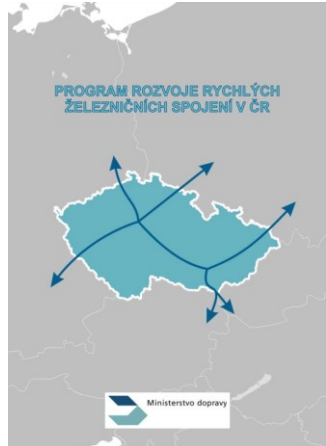 PROGRAM ROZVOJE RYCHLÝCH
ŽELEZNIČNÍCH SPOJENÍ V ČR
Ministerstvo dopravy